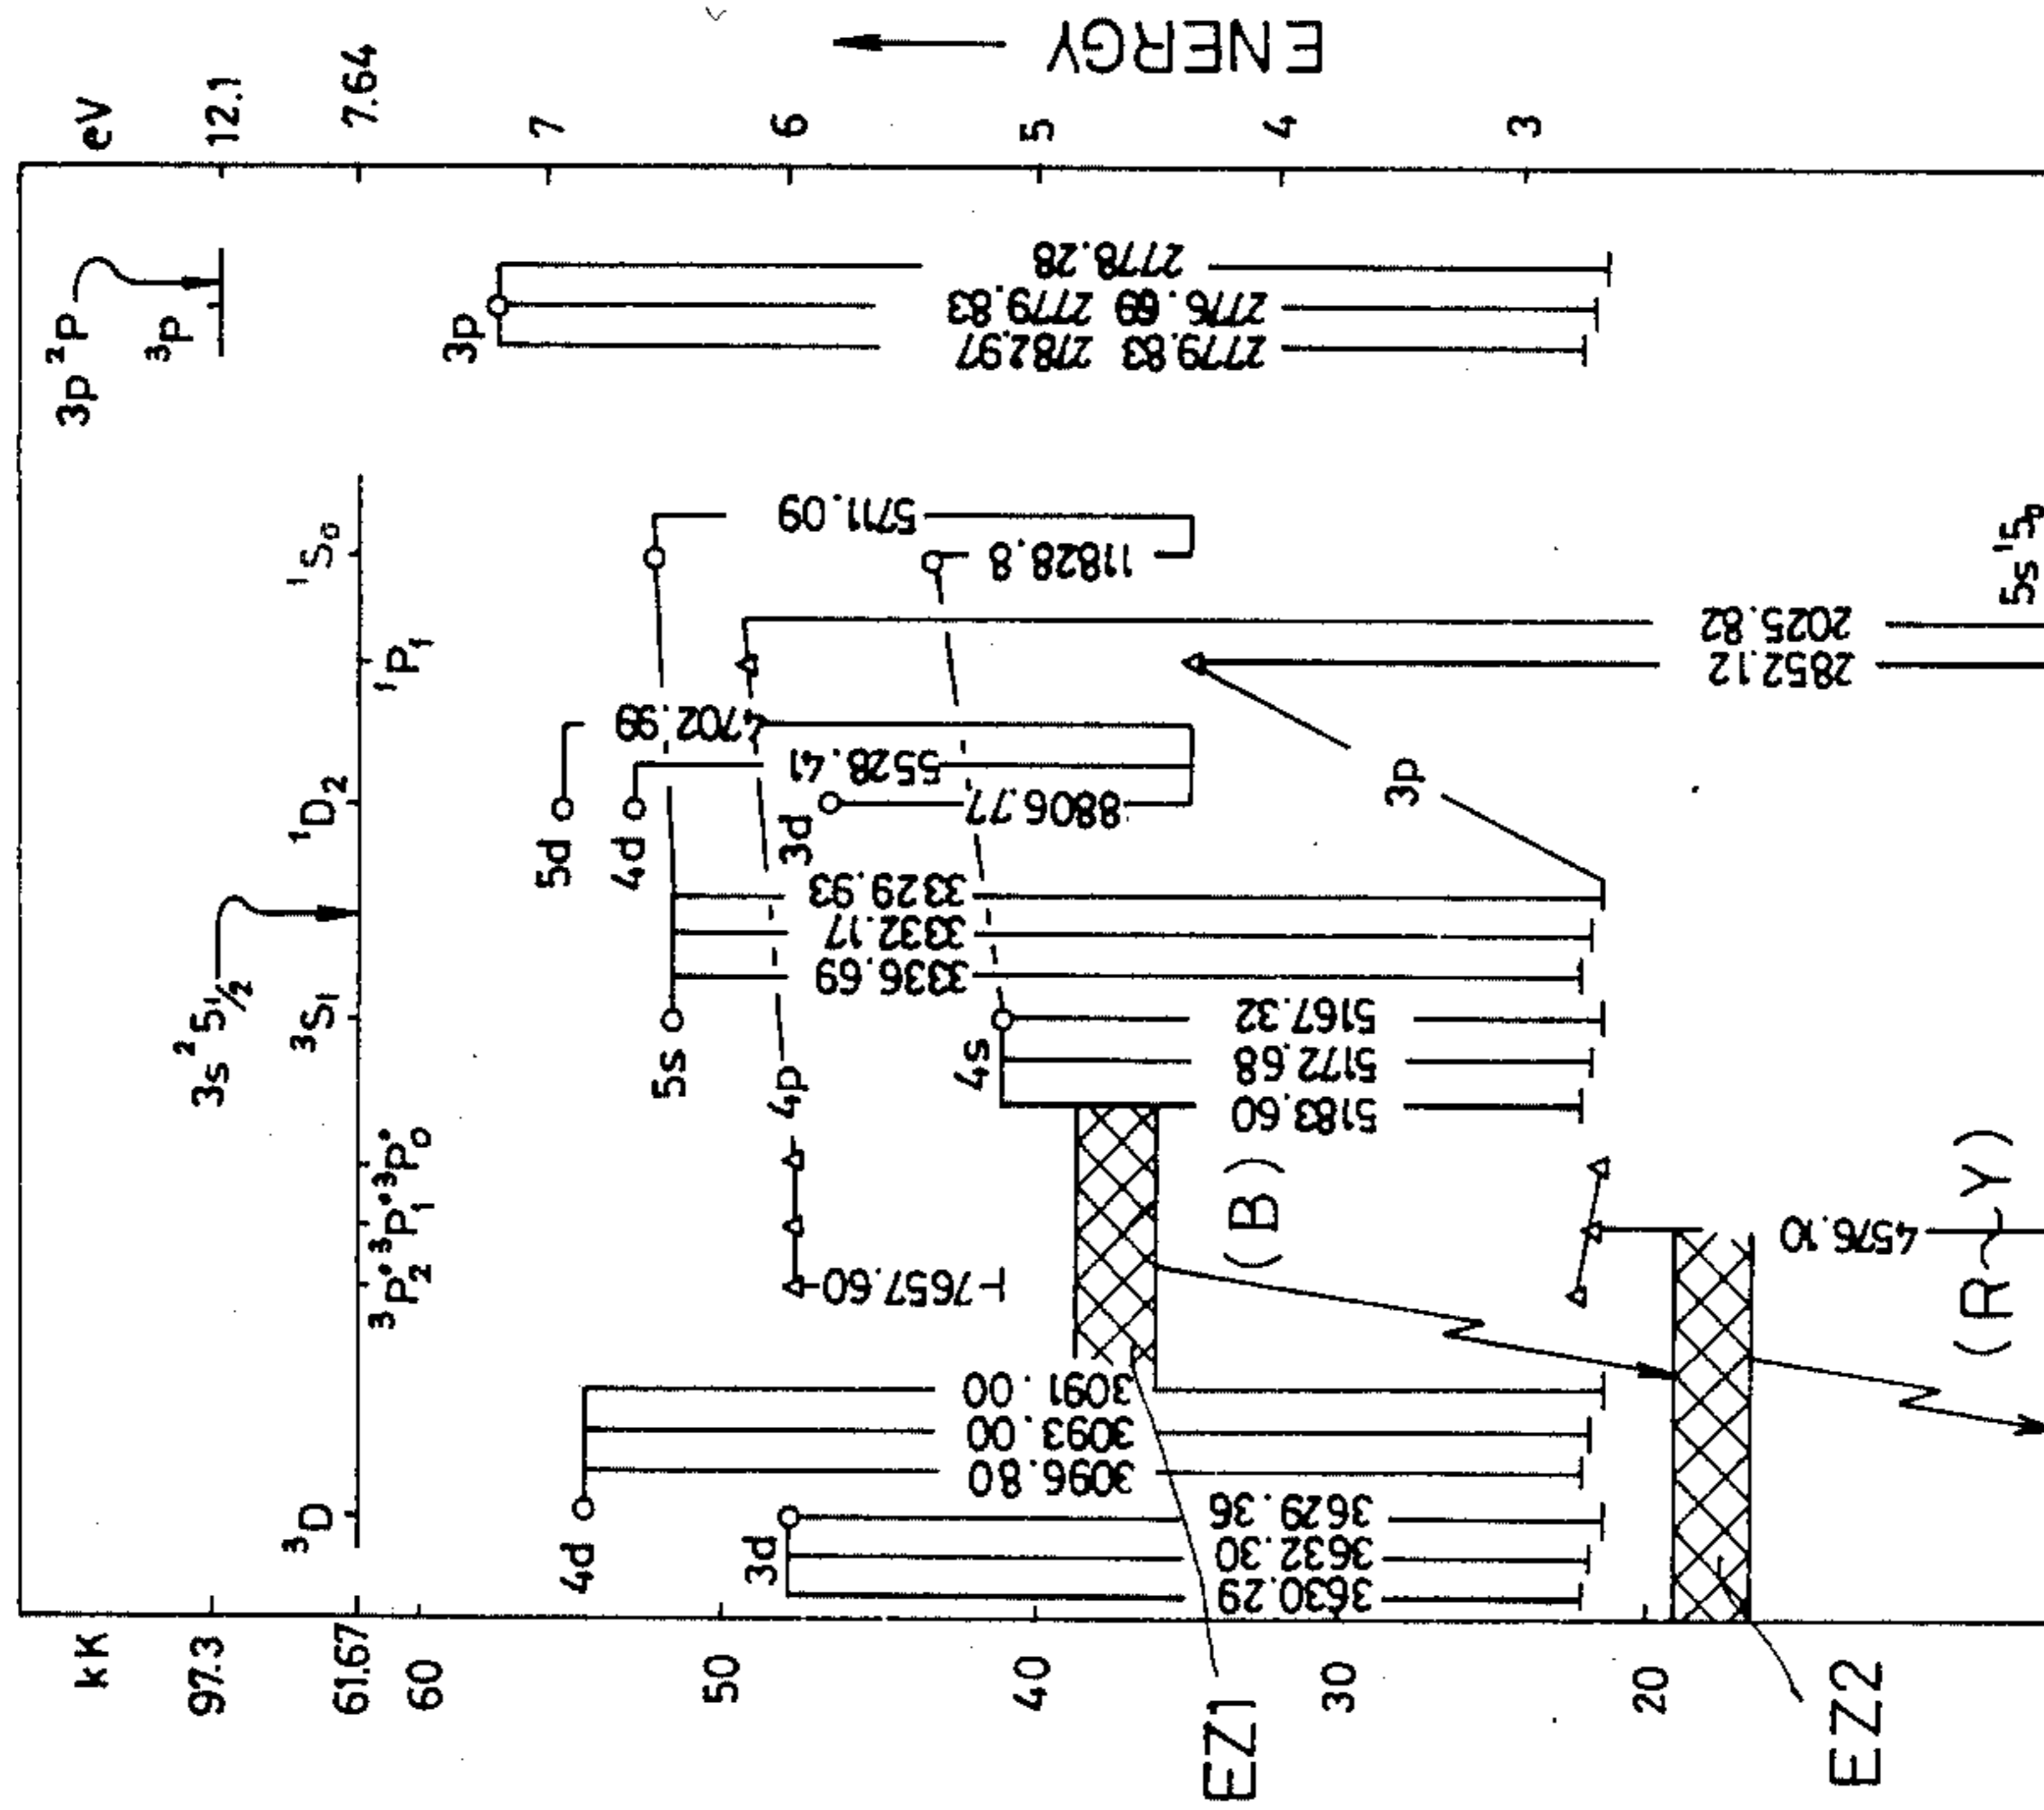 kK
eV
ENERGY
97.3
61.67
60
50
40
30
20
12.1
7.64
7
6
5
4
3
3p ²P
³P
3s ²S½
³D
³P₂° ³P₁° ³P₀°
³S₁
¹D₂
¹P₁
¹S₀
4d
3d
5s
4p
4s
5d
4d
3d
3p
3p
3630.29
3632.30
3629.36
3096.80
3093.00
3091.00
7657.60
5183.60
5172.68
5167.32
3336.69
3332.17
3329.93
8806.77
5528.41
4702.99
2852.12
2025.82
11828.8
5711.09
2779.83 2782.97
2776.69 2779.83
2778.28
4576.10
EZ1
EZ2
(B)
(R~Y)
5s ¹S₀